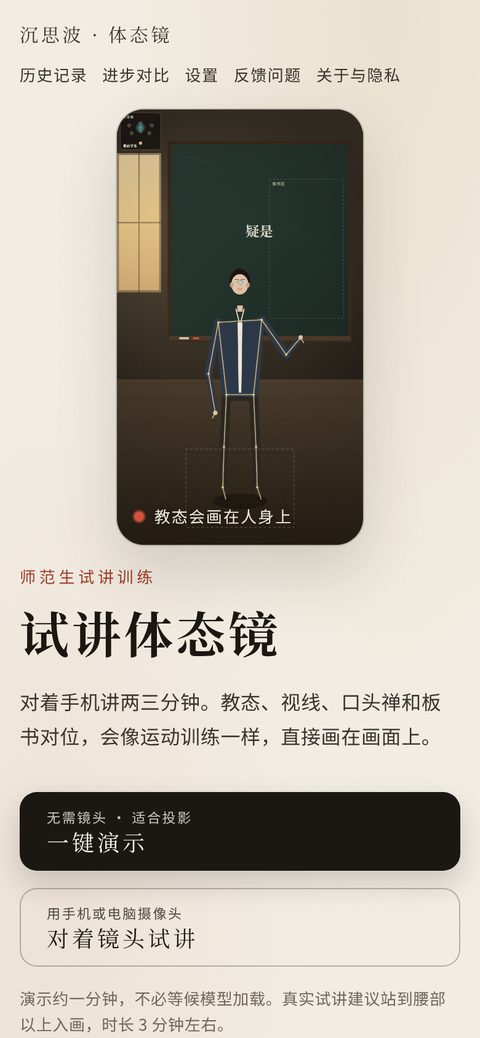 沉思波 · 体态镜
历史记录 进步对比 设置 反馈问题 关于与隐私
板书区
疑是
教态会画在人身上
师范生试讲训练
试讲体态镜
对着手机讲两三分钟。教态、视线、口头禅和板
书对位，会像运动训练一样，直接画在画面上。
无需镜头 · 适合投影
一键演示
用手机或电脑摄像头
对着镜头试讲
演示约一分钟，不必等候模型加载。真实试讲建议站到腰部
以上入画，时长 3 分钟左右。